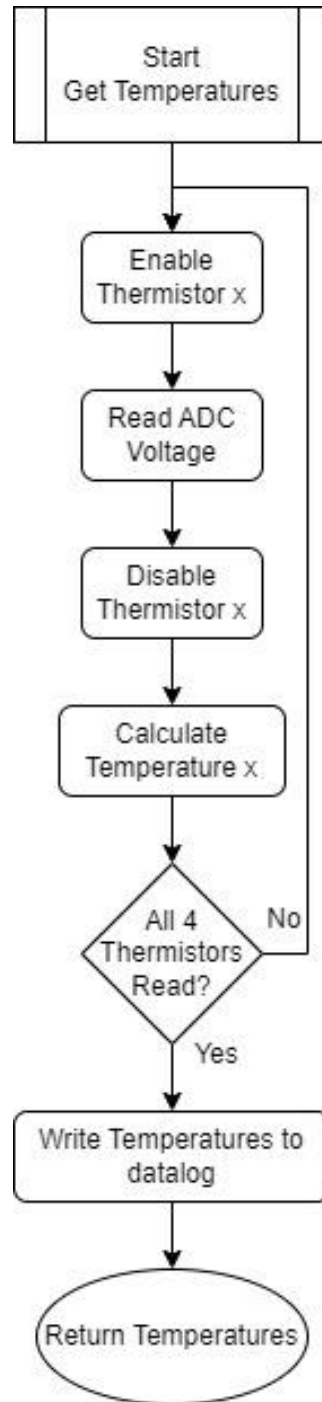 Start
Get Temperatures
Enable
Thermistor x
Read ADC
Voltage
Disable
Thermistor x
Calculate
Temperature x
All 4
Thermistors
Read?
No
Yes
Write Temperatures to
datalog
Return Temperatures